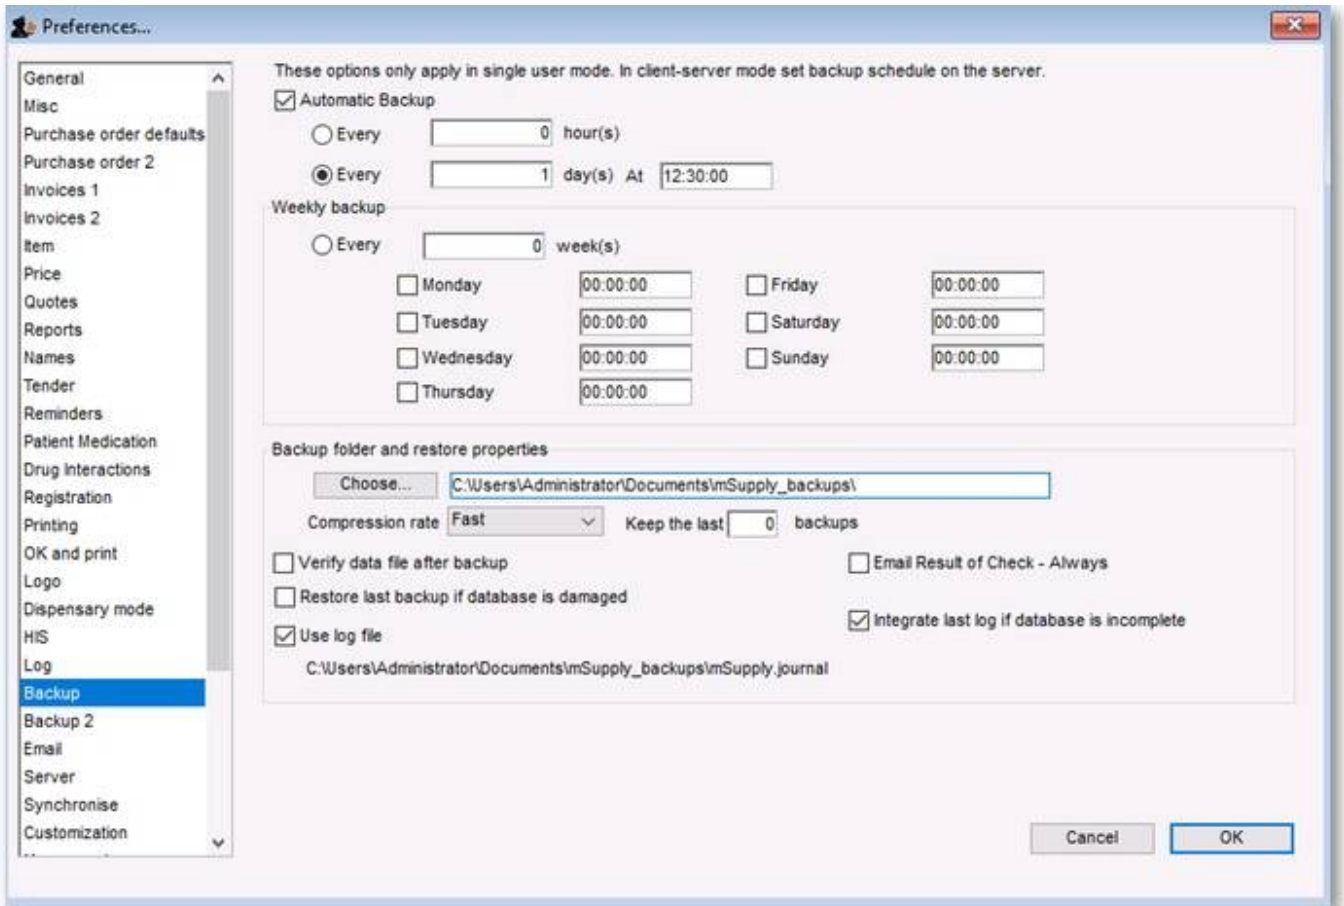 Preferences...
General
Misc
Purchase order defaults
Purchase order 2
Invoices 1
Invoices 2
Item
Price
Quotes
Reports
Names
Tender
Reminders
Patient Medication
Drug Interactions
Registration
Printing
OK and print
Logo
Dispensary mode
HIS
Log
Backup
Backup 2
Email
Server
Synchronise
Customization
These options only apply in single user mode. In client-server mode set backup schedule on the server.
Automatic Backup
Every 0 hour(s)
Every 1 day(s) At 12:30:00
Weekly backup
Every 0 week(s)
Monday 00:00:00 Friday 00:00:00
Tuesday 00:00:00 Saturday 00:00:00
Wednesday 00:00:00 Sunday 00:00:00
Thursday 00:00:00
Backup folder and restore properties
Choose... C:\Users\Administrator\Documents\mSupply_backups\
Compression rate Fast Keep the last 0 backups
Verify data file after backup Email Result of Check - Always
Restore last backup if database is damaged
Integrate last log if database is incomplete
Use log file
C:\Users\Administrator\Documents\mSupply_backups\mSupply.journal
Cancel OK